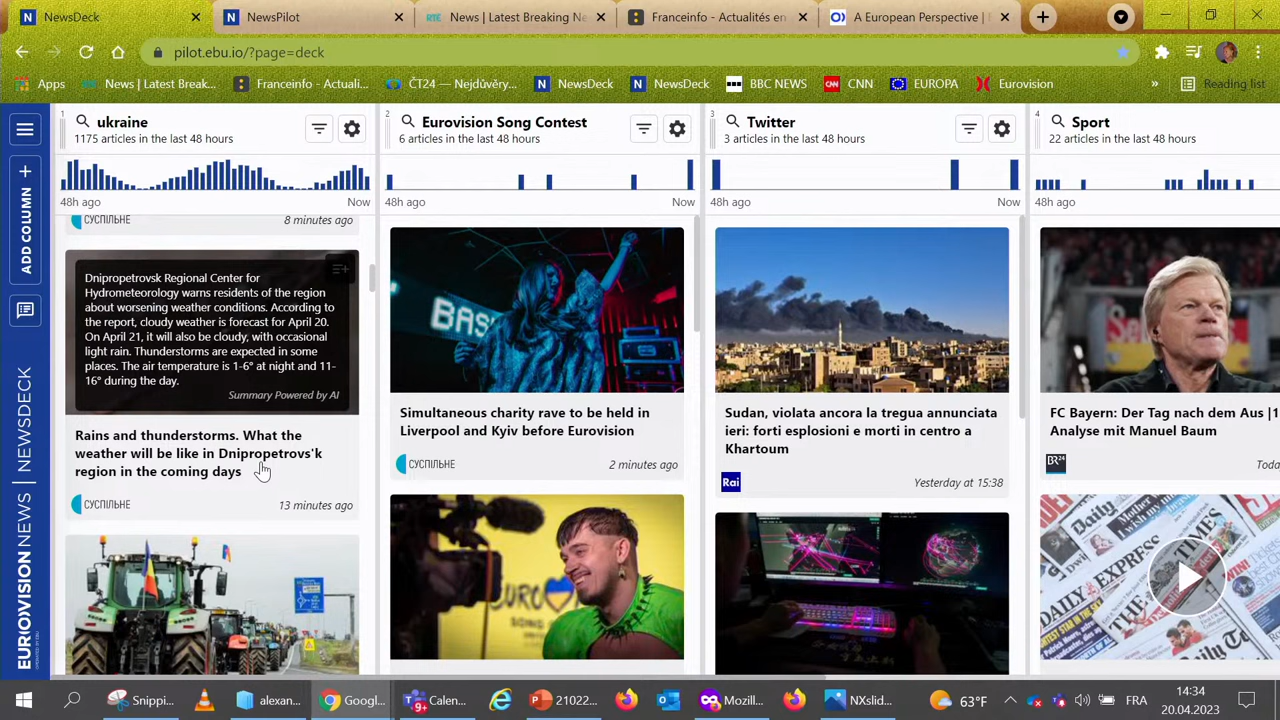 NewsDeck
NewsPilot
News | Latest Breaking Ne
Franceinfo - Actualités en
A European Perspective |
pilot.ebu.io/?page=deck
Apps
News | Latest Break...
Franceinfo - Actuali...
ČT24 — Nejdůvěry...
NewsDeck
NewsDeck
BBC NEWS
CNN
EUROPA
Eurovision
»
Reading list
ADD COLUMN +
EUROVISION NEWS | NEWSDECK
1
ukraine
1175 articles in the last 48 hours
48h ago
Now
СУСПІЛЬНЕ
8 minutes ago
Dnipropetrovsk Regional Center for
Hydrometeorology warns residents of the region
about worsening weather conditions. According to
the report, cloudy weather is forecast for April 20.
On April 21, it will also be cloudy, with occasional
light rain. Thunderstorms are expected in some
places. The air temperature is 1-6° at night and 11-
16° during the day.
Summary Powered by AI
Rains and thunderstorms. What the
weather will be like in Dnipropetrovs'k
region in the coming days
СУСПІЛЬНЕ
13 minutes ago
2
Eurovision Song Contest
6 articles in the last 48 hours
48h ago
Now
BAS
Simultaneous charity rave to be held in
Liverpool and Kyiv before Eurovision
СУСПІЛЬНЕ
2 minutes ago
3
Twitter
3 articles in the last 48 hours
48h ago
Now
Sudan, violata ancora la tregua annunciata
ieri: forti esplosioni e morti in centro a
Khartoum
Rai
Yesterday at 15:38
4
Sport
22 articles in the last 48 hours
48h ago
FC Bayern: Der Tag nach dem Aus |1
Analyse mit Manuel Baum
BR24
Toda
Snippi...
alexan...
Googl...
Calen...
21022...
Mozill...
NXslid...
63°F
FRA
14:34
20.04.2023